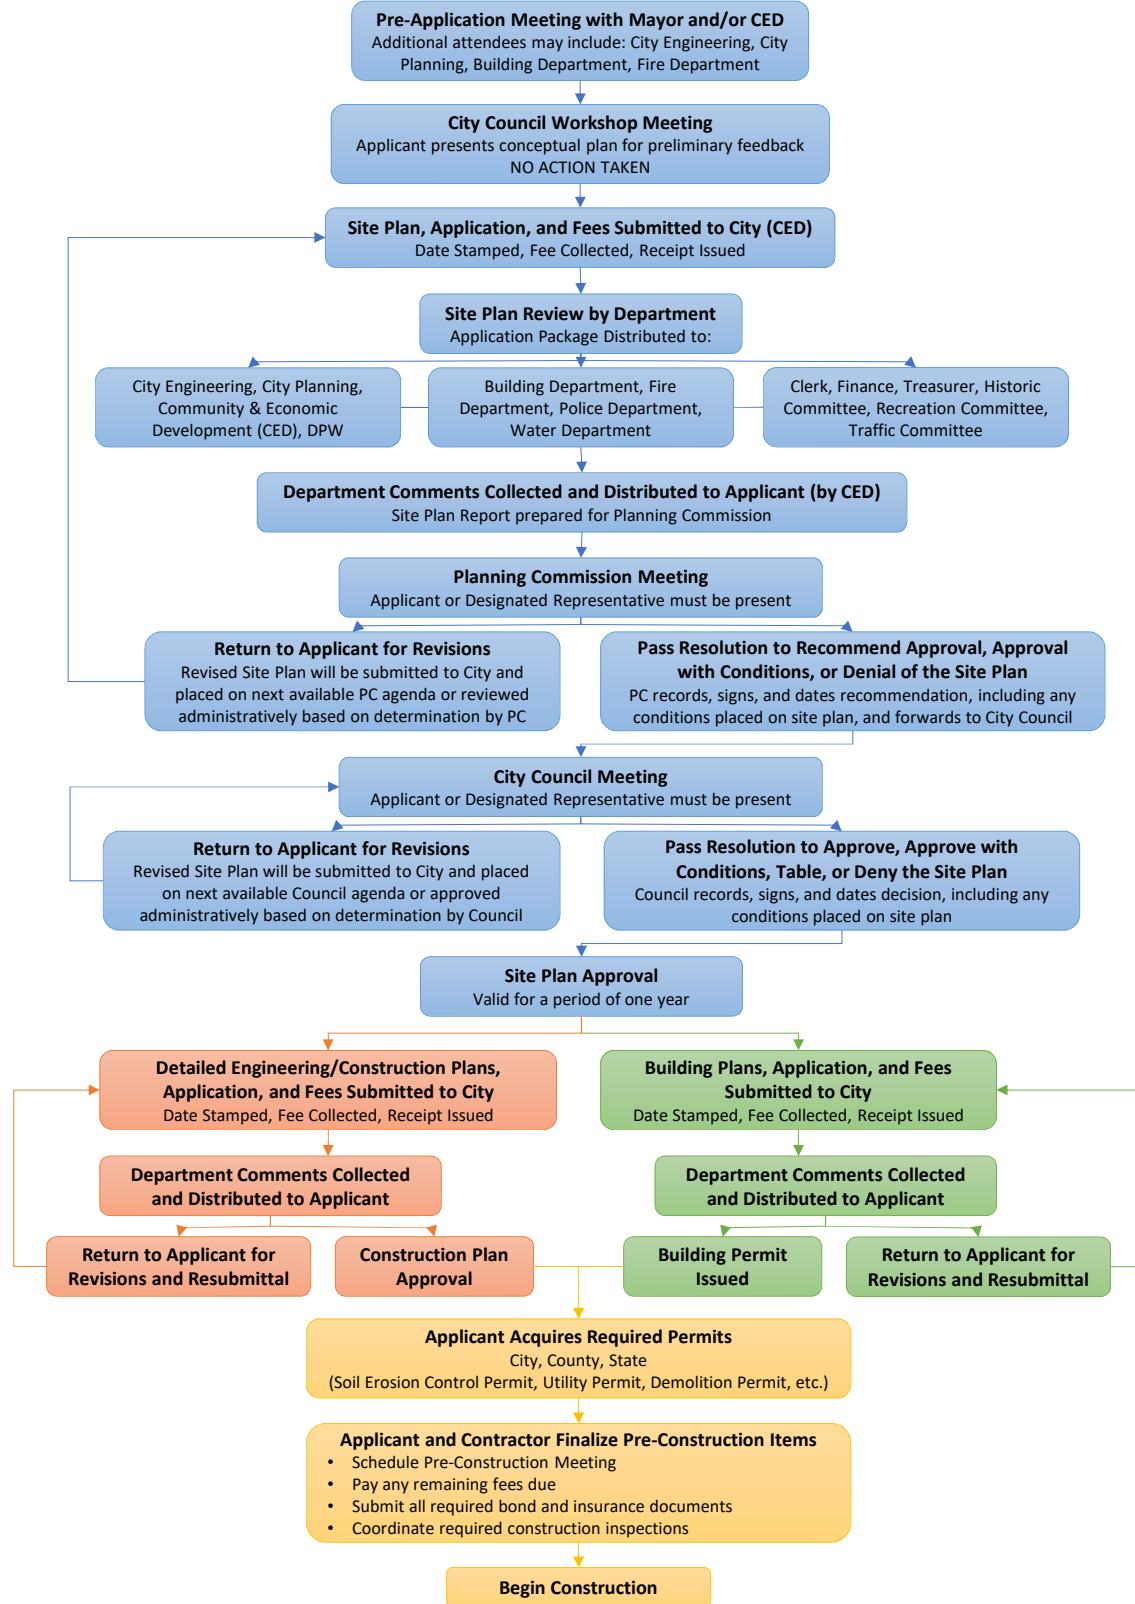 Pre-Application Meeting with Mayor and/or CED
Additional attendees may include: City Engineering, City
Planning, Building Department, Fire Department
City Council Workshop Meeting
Applicant presents conceptual plan for preliminary feedback
NO ACTION TAKEN
Site Plan, Application, and Fees Submitted to City (CED)
Date Stamped, Fee Collected, Receipt Issued
Site Plan Review by Department
Application Package Distributed to:
City Engineering, City Planning,
Community & Economic
Development (CED), DPW
Building Department, Fire
Department, Police Department,
Water Department
Clerk, Finance, Treasurer, Historic
Committee, Recreation Committee,
Traffic Committee
Department Comments Collected and Distributed to Applicant (by CED)
Site Plan Report prepared for Planning Commission
Planning Commission Meeting
Applicant or Designated Representative must be present
Return to Applicant for Revisions
Revised Site Plan will be submitted to City and
placed on next available PC agenda or reviewed
administratively based on determination by PC
Pass Resolution to Recommend Approval, Approval
with Conditions, or Denial of the Site Plan
PC records, signs, and dates recommendation, including any
conditions placed on site plan, and forwards to City Council
City Council Meeting
Applicant or Designated Representative must be present
Return to Applicant for Revisions
Revised Site Plan will be submitted to City and placed
on next available Council agenda or approved
administratively based on determination by Council
Pass Resolution to Approve, Approve with
Conditions, Table, or Deny the Site Plan
Council records, signs, and dates decision, including any
conditions placed on site plan
Site Plan Approval
Valid for a period of one year
Detailed Engineering/Construction Plans,
Application, and Fees Submitted to City
Date Stamped, Fee Collected, Receipt Issued
Building Plans, Application, and Fees
Submitted to City
Date Stamped, Fee Collected, Receipt Issued
Department Comments Collected
and Distributed to Applicant
Department Comments Collected
and Distributed to Applicant
Return to Applicant for
Revisions and Resubmittal
Construction Plan
Approval
Building Permit
Issued
Return to Applicant for
Revisions and Resubmittal
Applicant Acquires Required Permits
City, County, State
(Soil Erosion Control Permit, Utility Permit, Demolition Permit, etc.)
Applicant and Contractor Finalize Pre-Construction Items
• Schedule Pre-Construction Meeting
• Pay any remaining fees due
• Submit all required bond and insurance documents
• Coordinate required construction inspections
Begin Construction